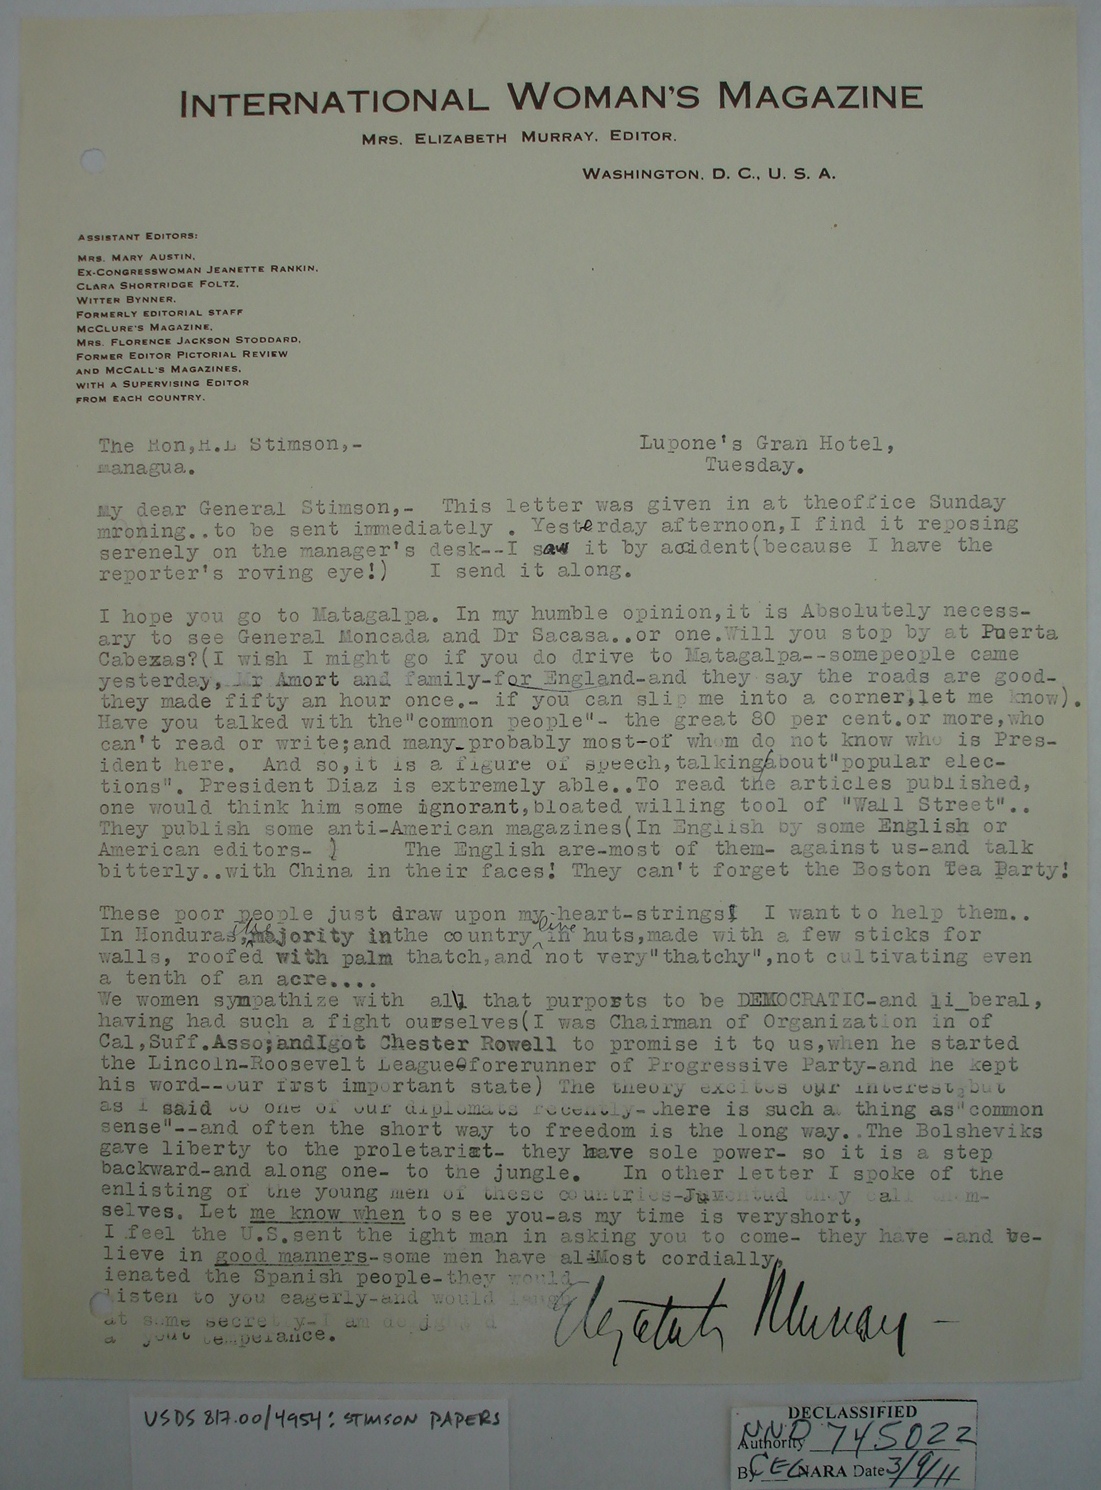 INTERNATIONAL WOMAN'S MAGAZINE
MRS. ELIZABETH MURRAY, EDITOR.
WASHINGTON, D. C., U. S. A.
ASSISTANT EDITORS:
MRS. MARY AUSTIN,
EX-CONGRESSWOMAN JEANETTE RANKIN,
CLARA SHORTRIDGE FOLTZ,
WITTER BYNNER,
FORMERLY EDITORIAL STAFF
MCCLURE'S MAGAZINE,
MRS. FLORENCE JACKSON STODDARD,
FORMER EDITOR PICTORIAL REVIEW
AND MCCALL'S MAGAZINES,
WITH A SUPERVISING EDITOR
FROM EACH COUNTRY.
The Hon,H.L Stimson,- Lupone's Gran Hotel,
managua. Tuesday.
my dear General Stimson,- This letter was given in at theoffice Sunday
mroning..to be sent immediately . Yesterday afternoon,I find it reposing
serenely on the manager's desk--I saw it by accident(because I have the
reporter's roving eye!) I send it along.
I hope you go to Matagalpa. In my humble opinion,it is Absolutely necess-
ary to see General Moncada and Dr Sacasa..or one.Will you stop by at Puerta
Cabezas?(I wish I might go if you do drive to Matagalpa--somepeople came
yesterday, Mr Amort and family-for England-and they say the roads are good-
they made fifty an hour once.- if you can slip me into a corner,let me know).
Have you talked with the"common people"- the great 80 per cent.or more,who
can't read or write;and many-probably most-of whom do not know who is Pres-
ident here. And so,it is a figure of speech,talking/about"popular elec-
tions". President Diaz is extremely able..To read the articles published,
one would think him some ignorant,bloated willing tool of "Wall Street"..
They publish some anti-American magazines(In English by some English or
American editors- ) The English are-most of them- against us-and talk
bitterly..with China in their faces! They can't forget the Boston Tea Party!
These poor people just draw upon my heart-strings! I want to help them..
In Honduras, the majority inthe country live in huts,made with a few sticks for
walls, roofed with palm thatch,and not very"thatchy",not cultivating even
a tenth of an acre....
We women sympathize with all that purports to be DEMOCRATIC-and li_beral,
having had such a fight ourselves(I was Chairman of Organization in of
Cal,Suff.Asso;andIgot Chester Rowell to promise it to us,when he started
the Lincoln-Roosevelt League forerunner of Progressive Party-and he kept
his word--our irst important state) The theory excites our interest,but
as I said to one of our diplomats recently-there is such a thing as"common
sense"--and often the short way to freedom is the long way..The Bolsheviks
gave liberty to the proletariat- they have sole power- so it is a step
backward-and along one- to the jungle. In other letter I spoke of the
enlisting of the young men of these countries-Juventud they call them-
selves. Let me know when to see you-as my time is veryshort,
I feel the U.S.sent the ight man in asking you to come- they have -and be-
lieve in good manners-some men have alMost cordially,
ienated the Spanish people-they would
listen to you eagerly-and would
at some secret I am
a your temperance.
Elizabeth Murray -
USDS 817.00/4954: STIMSON PAPERS
DECLASSIFIED
Authority NND 745022
By CEG NARA Date 3/9/11